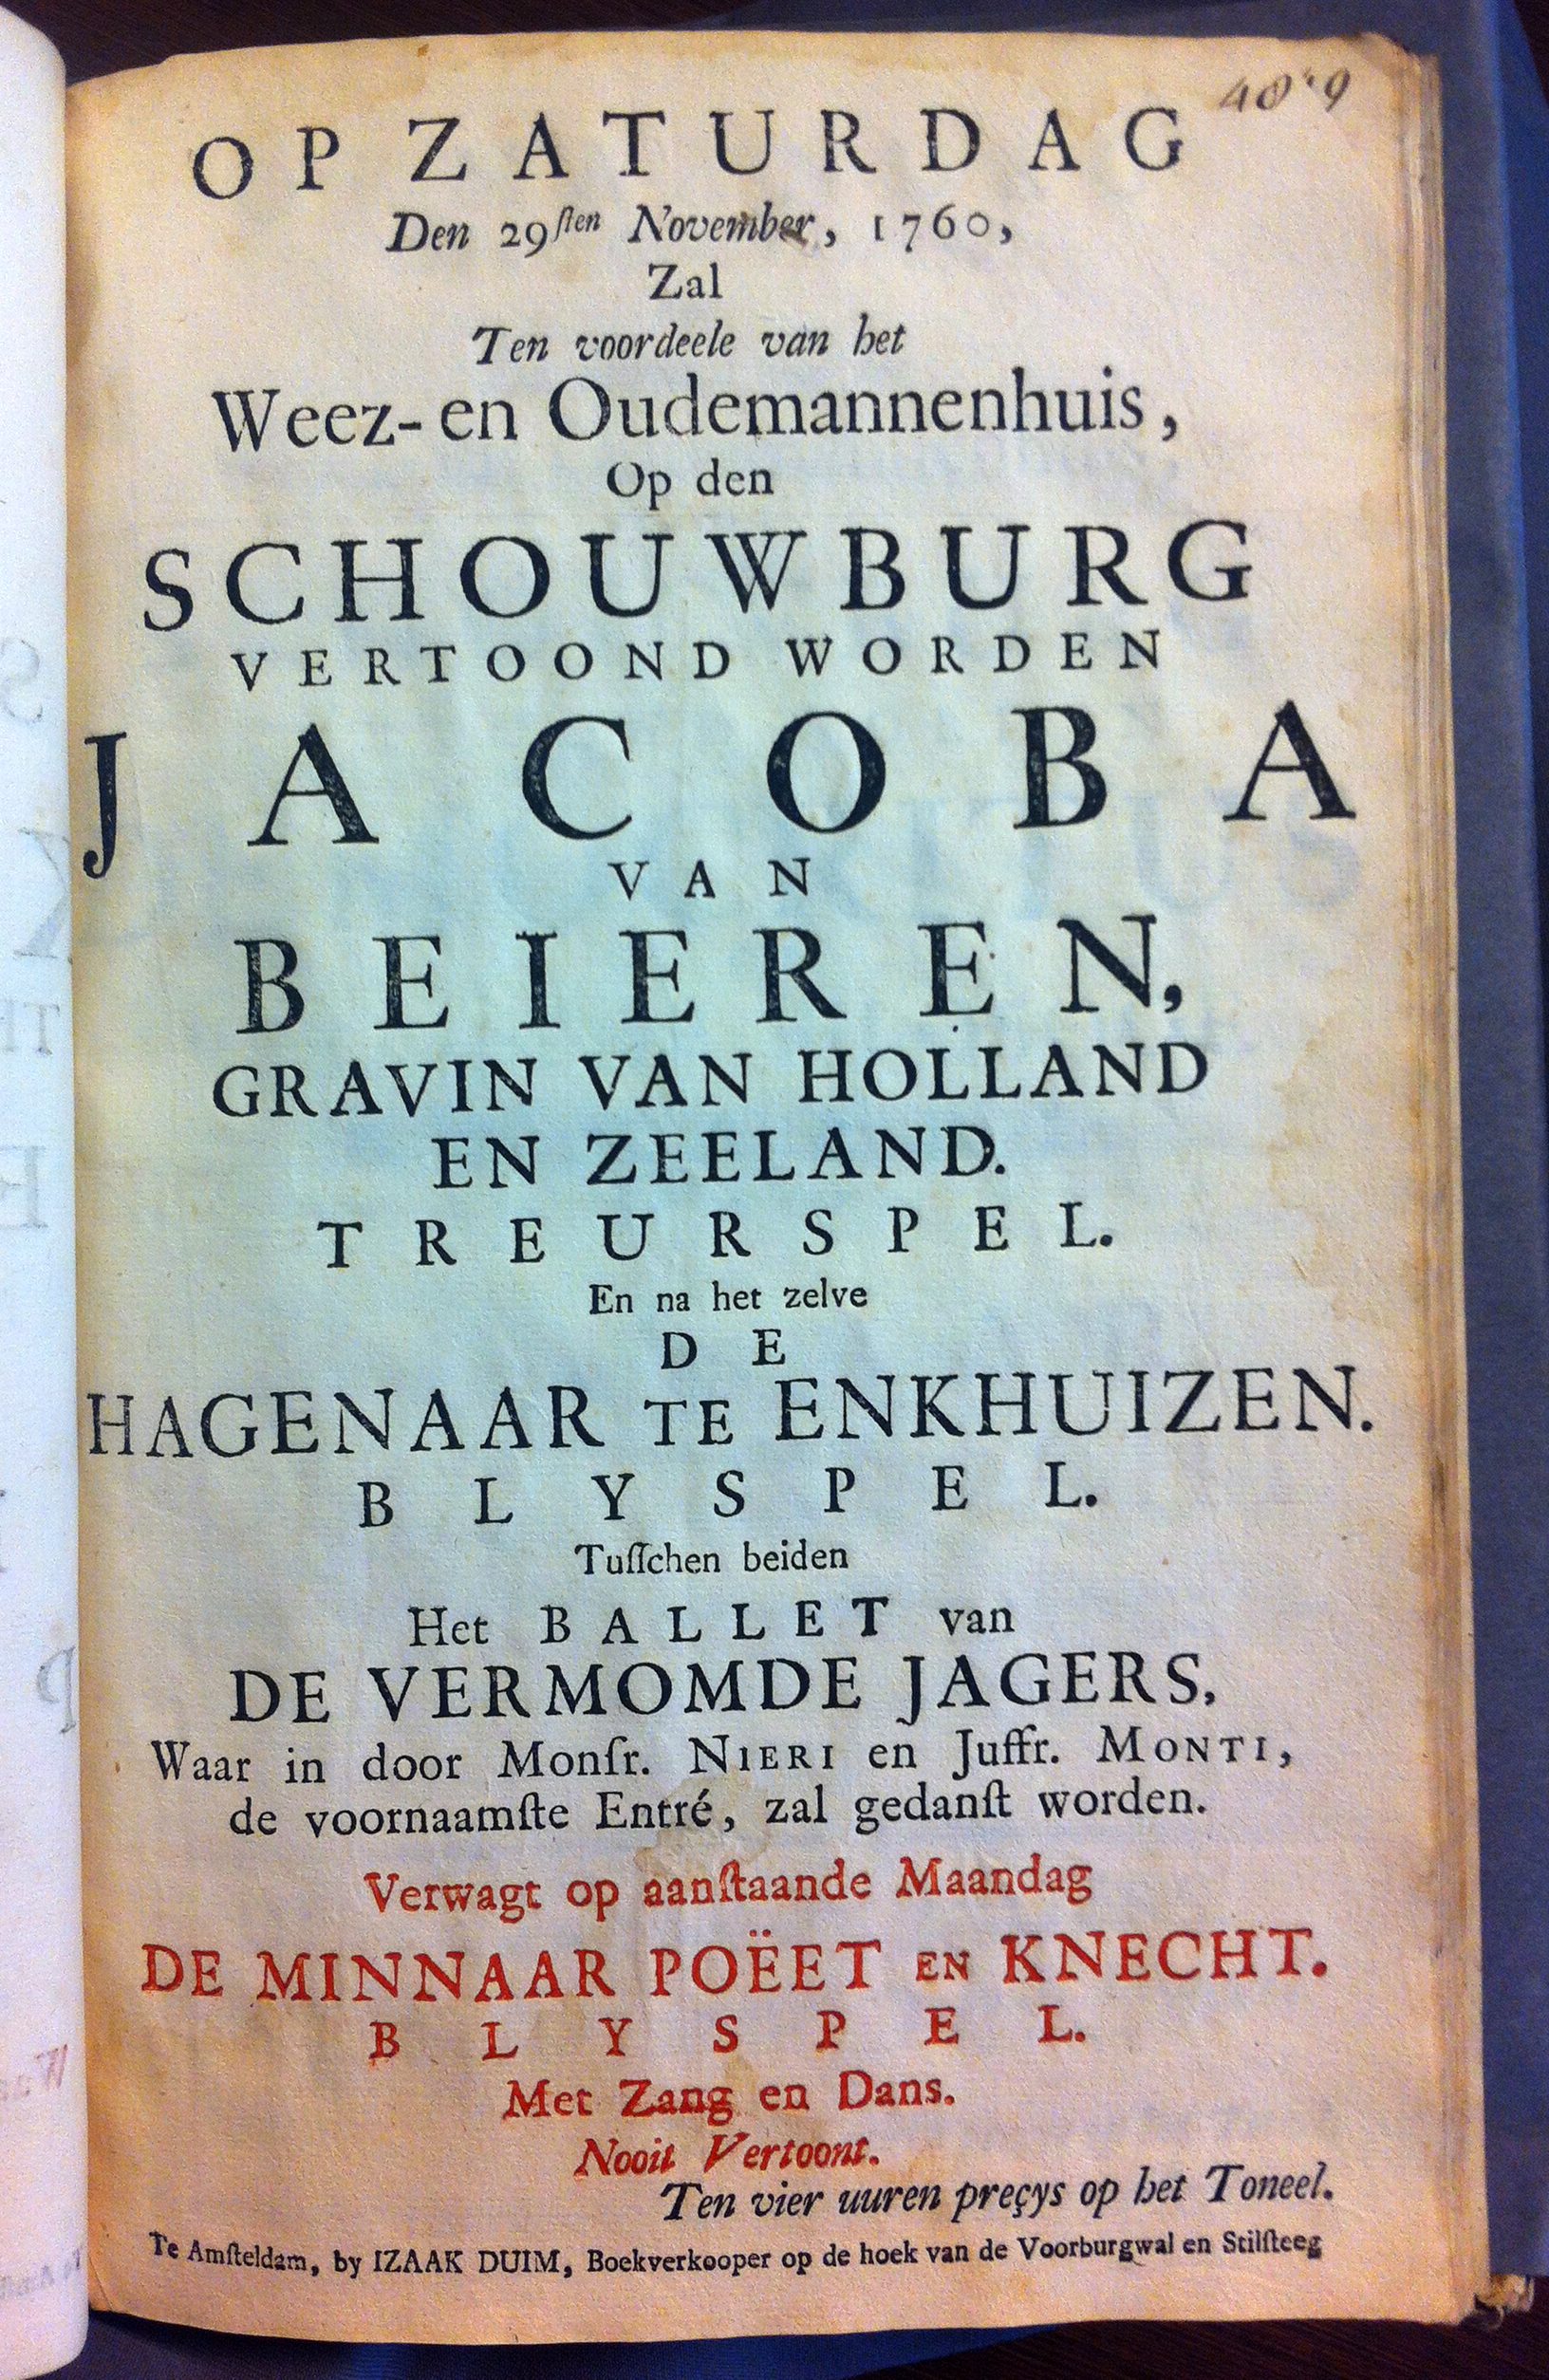 48.9
OP ZATURDAG
Den 29ſten November, 1760,
Zal
Ten voordeele van het
Weez- en Oudemannenhuis,
Op den
SCHOUWBURG
VERTOOND WORDEN
JACOBA
VAN
BEIEREN,
GRAVIN VAN HOLLAND
EN ZEELAND.
TREURSPEL.
En na het zelve
DE
HAGENAAR TE ENKHUIZEN.
BLYSPEL.
Tuſſchen beiden
Het BALLET van
DE VERMOMDE JAGERS,
Waar in door Monſr. NIERI en Juffr. MONTI,
de voornaamſte Entré, zal gedanſt worden.
Verwagt op aanſtaande Maandag
DE MINNAAR POËET EN KNECHT.
BLYSPEL.
Met Zang en Dans.
Nooit Vertoont.
Ten vier uuren preçys op het Toneel.
Te Amſteldam, by IZAAK DUIM, Boekverkooper op de hoek van de Voorburgwal en Stilſteeg